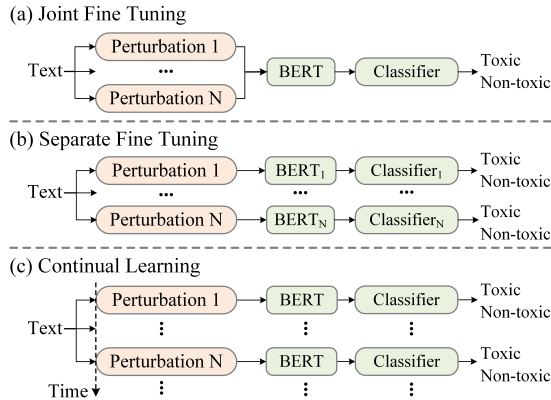 (a) Joint Fine Tuning
Perturbation 1
Text ... BERT Classifier Toxic
Non-toxic
Perturbation N
(b) Separate Fine Tuning
Perturbation 1 BERT1 Classifier1 Toxic
Non-toxic
Text ... ... ...
Perturbation N BERTN ClassifierN Toxic
Non-toxic
(c) Continual Learning
Perturbation 1 BERT Classifier Toxic
Non-toxic
Text
Perturbation N BERT Classifier Toxic
Non-toxic
Time